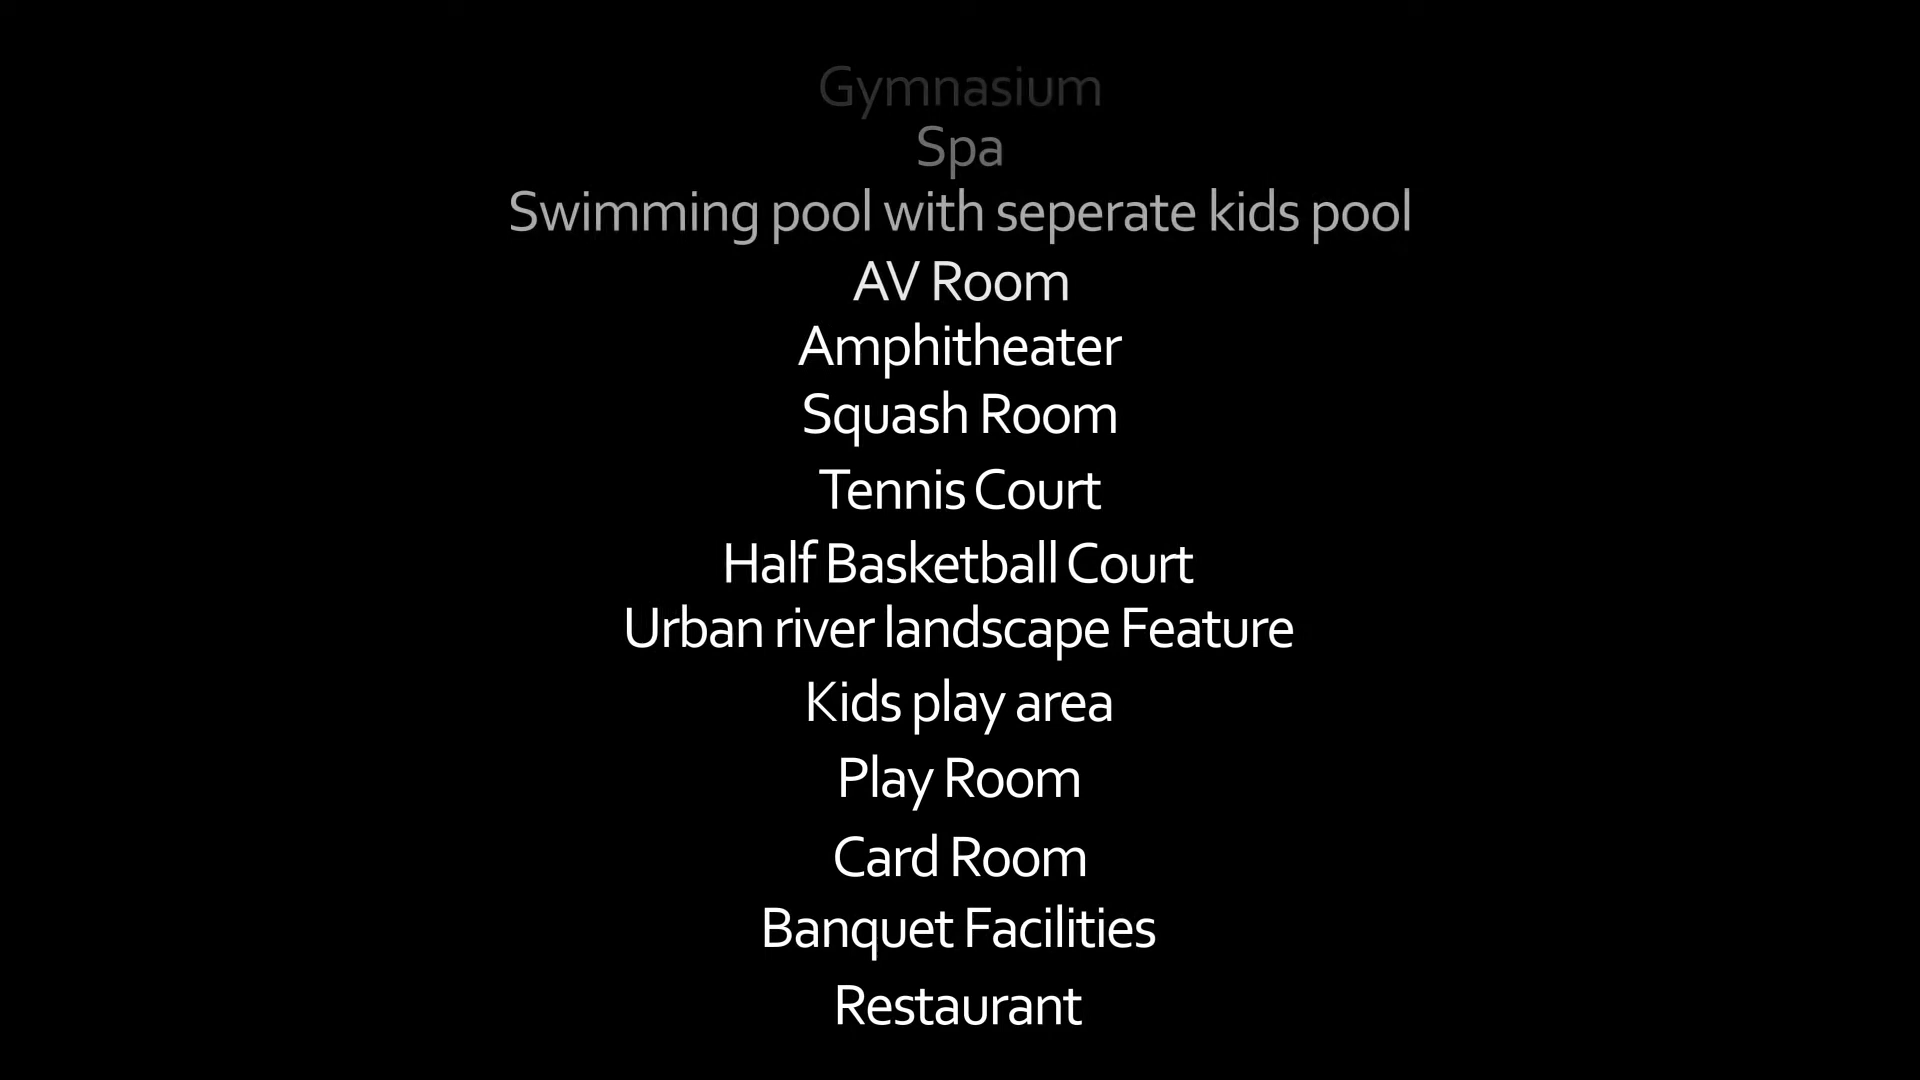 Gymnasium
Spa
Swimming pool with seperate kids pool
AV Room
Amphitheater
Squash Room
Tennis Court
Half Basketball Court
Urban river landscape Feature
Kids play area
Play Room
Card Room
Banquet Facilities
Restaurant